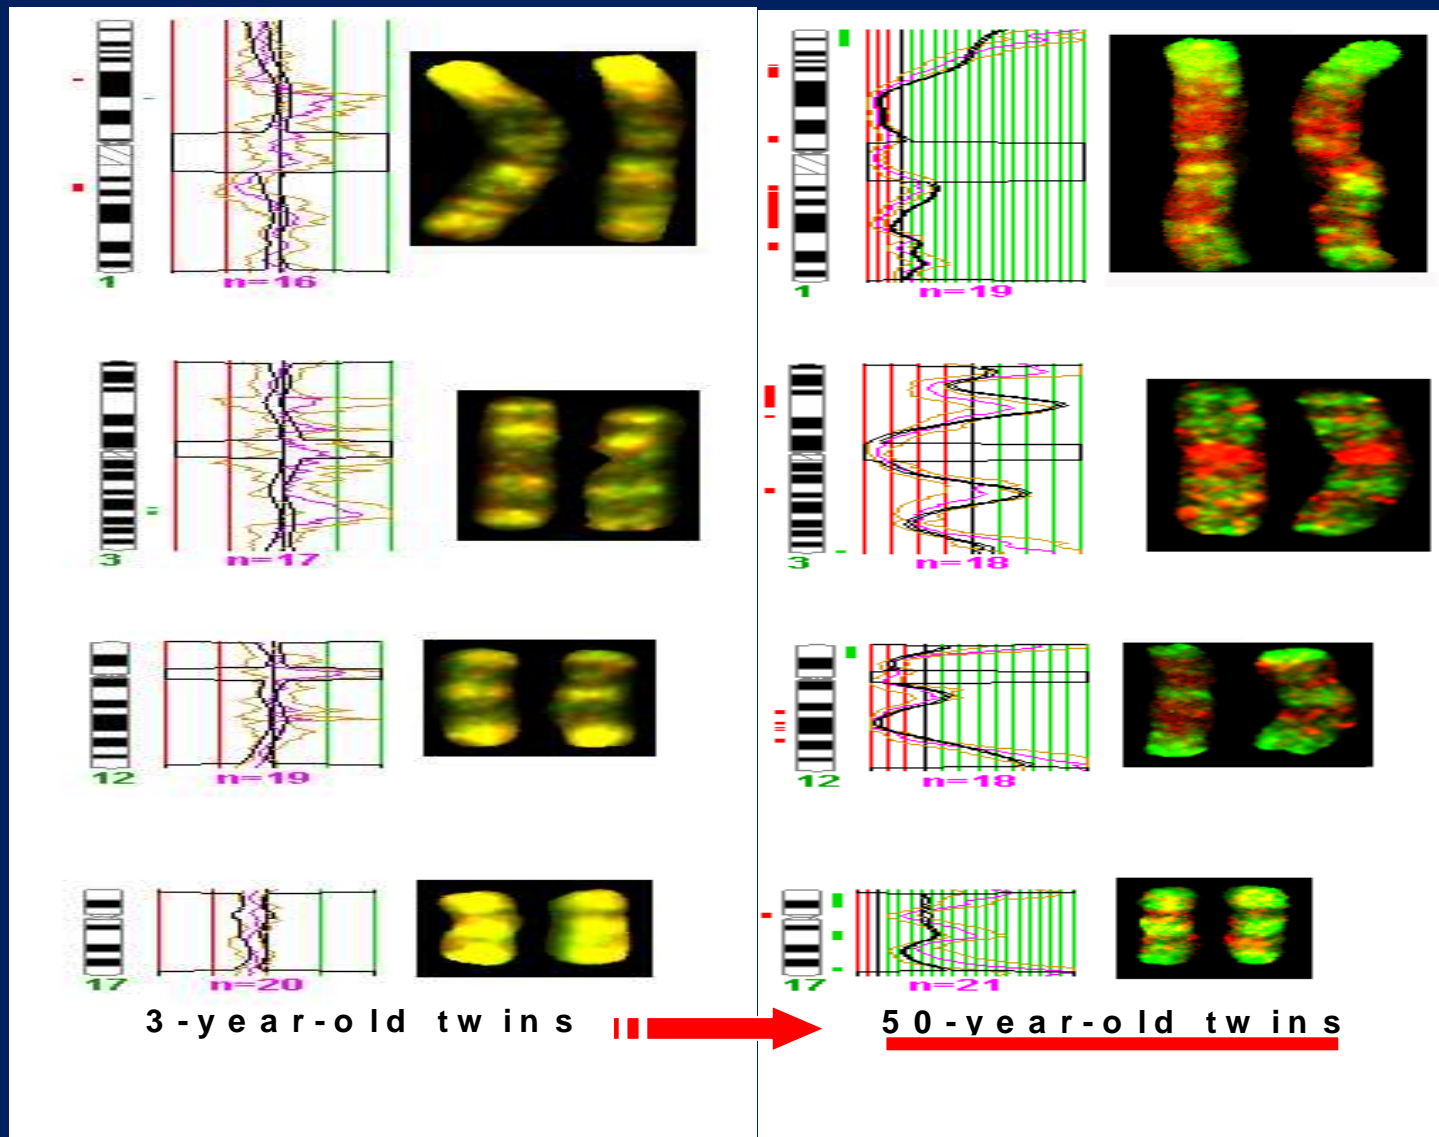 1 n=16
1 n=19
3 n=17
3 n=18
12 n=19
12 n=18
17 n=20
17 n=21
3-year-old twins
50-year-old twins